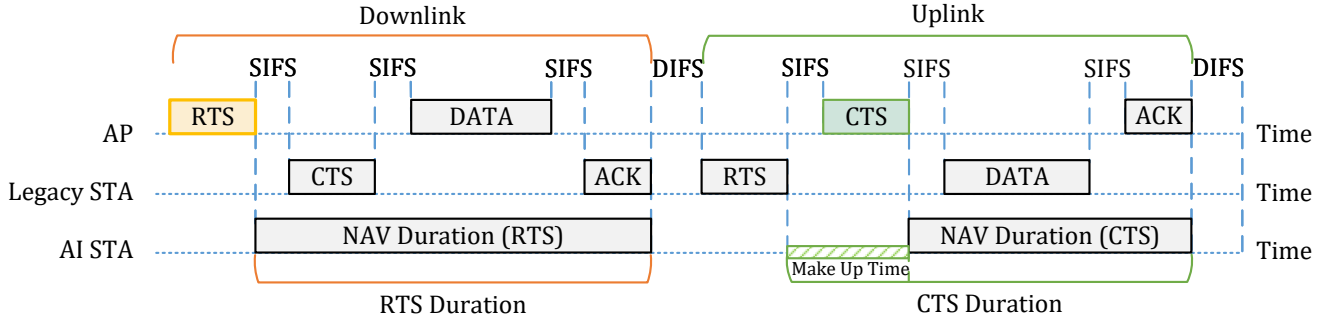 Downlink Uplink
SIFS SIFS SIFS DIFS SIFS SIFS SIFS DIFS
RTS DATA CTS ACK
AP Time
CTS ACK RTS DATA
Legacy STA Time
NAV Duration (RTS) NAV Duration (CTS)
AI STA Time
Make Up Time
RTS Duration CTS Duration